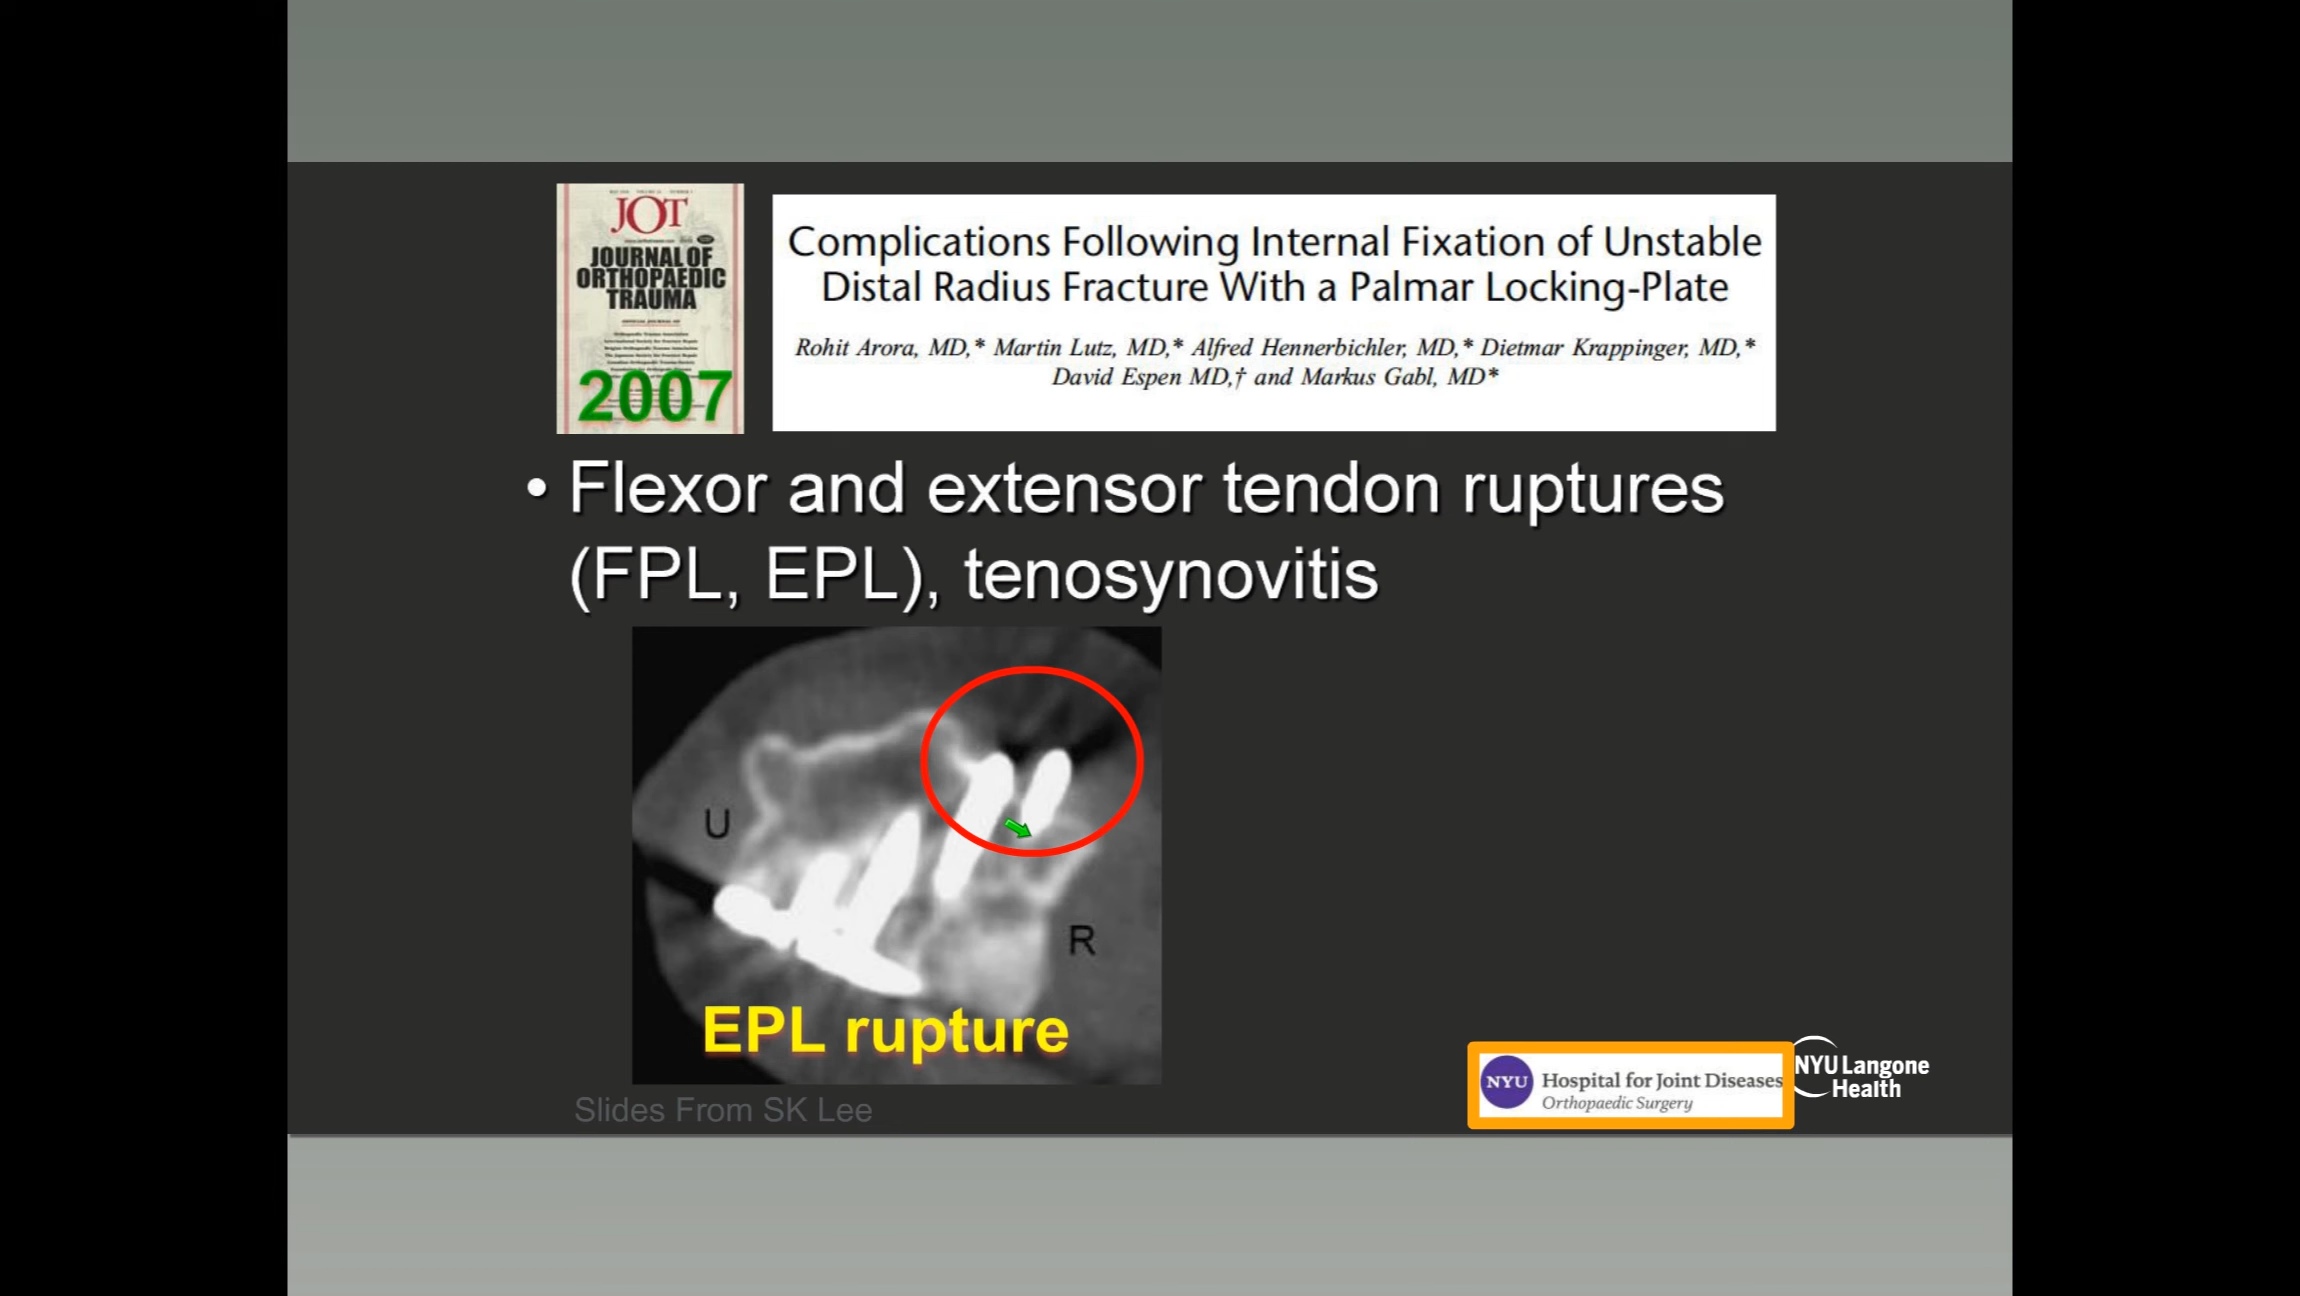 JOT
JOURNAL OF
ORTHOPAEDIC
TRAUMA
2007
Complications Following Internal Fixation of Unstable
Distal Radius Fracture With a Palmar Locking-Plate
Rohit Arora, MD,* Martin Lutz, MD,* Alfred Hennerbichler, MD,* Dietmar Krappinger, MD,*
David Espen MD,† and Markus Gabl, MD*
• Flexor and extensor tendon ruptures
(FPL, EPL), tenosynovitis
U
R
EPL rupture
Slides From SK Lee
NYU Hospital for Joint Diseases
Orthopaedic Surgery
NYU Langone
Health